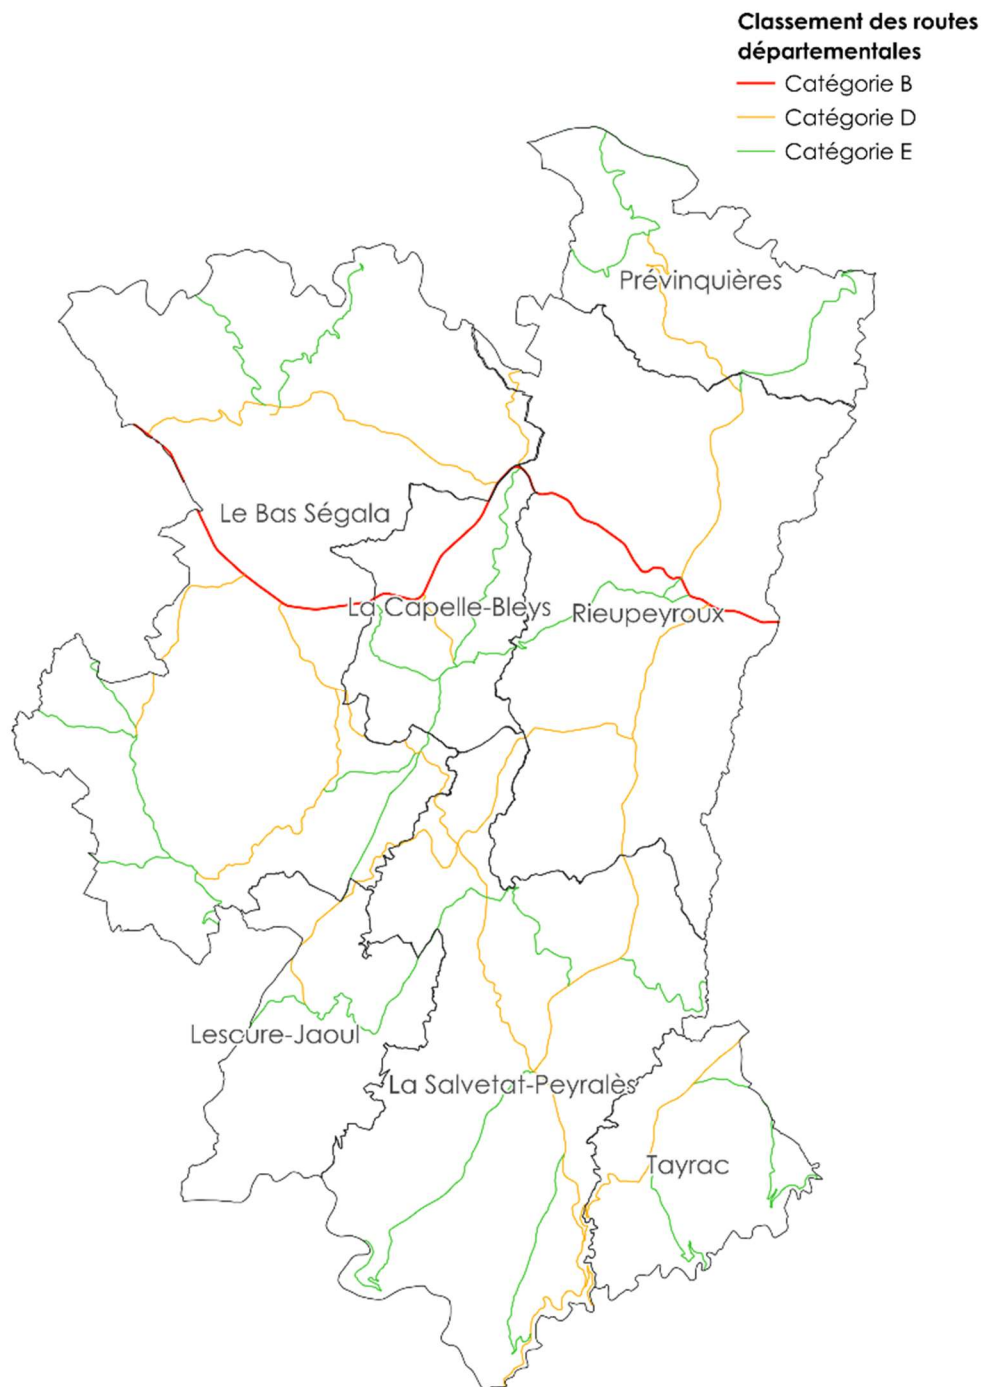 Classement des routes
départementales
Catégorie B
Catégorie D
Catégorie E
Prévinquières
Le Bas Ségala
La Capelle-Bleys
Rieupeyroux
Lescure-Jaoul
La Salvetat-Peyralès
Tayrac